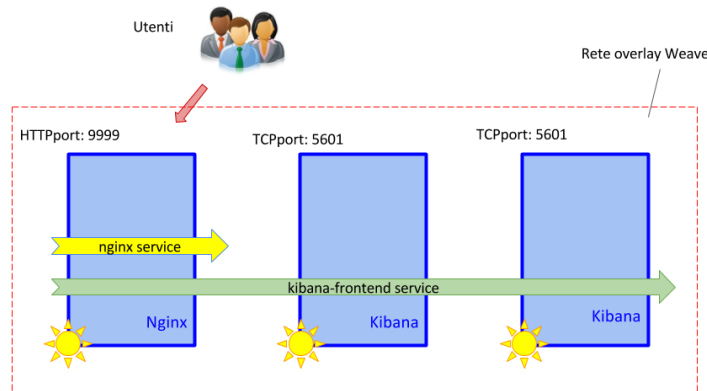 Utenti
Rete overlay Weave
HTTPport: 9999
TCPport: 5601
TCPport: 5601
nginx service
kibana-frontend service
Nginx
Kibana
Kibana